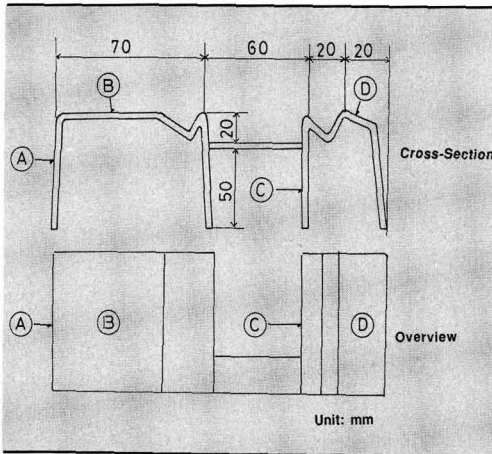 70 60 20 20
B D
20
A Cross-Section
C 50
A B C D
Overview
Unit: mm